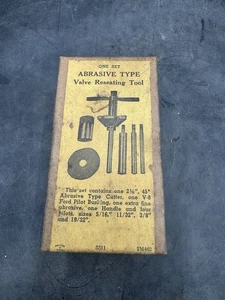 ONE SET
ABRASIVE TYPE
Valve Reseating Tool
This set contains one 2⅛", 45°
Abrasive Type Cutter, one V-8
Ford Pilot Bushing, one extra fine
abrasive, one Handle and four
Pilots, sizes 5/16", 11/32", 3/8"
and 19/32".